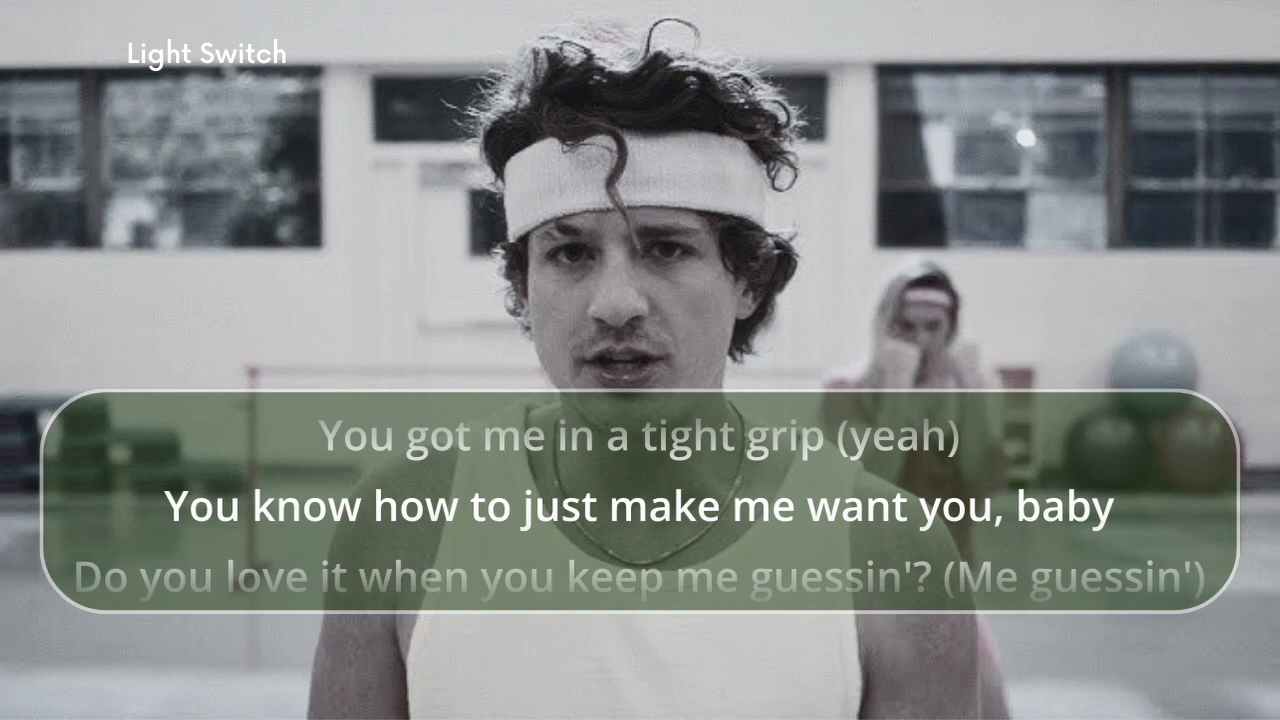 Light Switch
You got me in a tight grip (yeah)
You know how to just make me want you, baby
Do you love it when you keep me guessin'? (Me guessin')